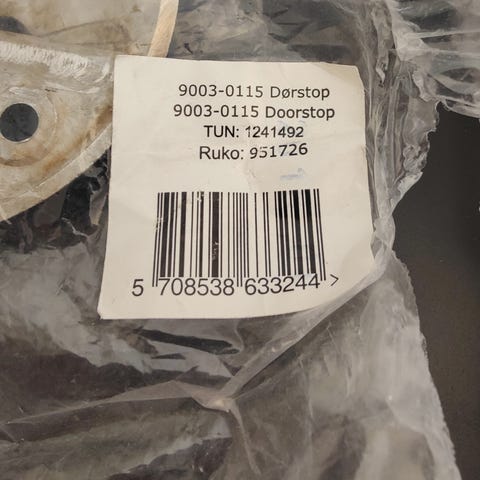 9003-0115 Dørstop
9003-0115 Doorstop
TUN: 1241492
Ruko: 951726
5 708538 633244 >